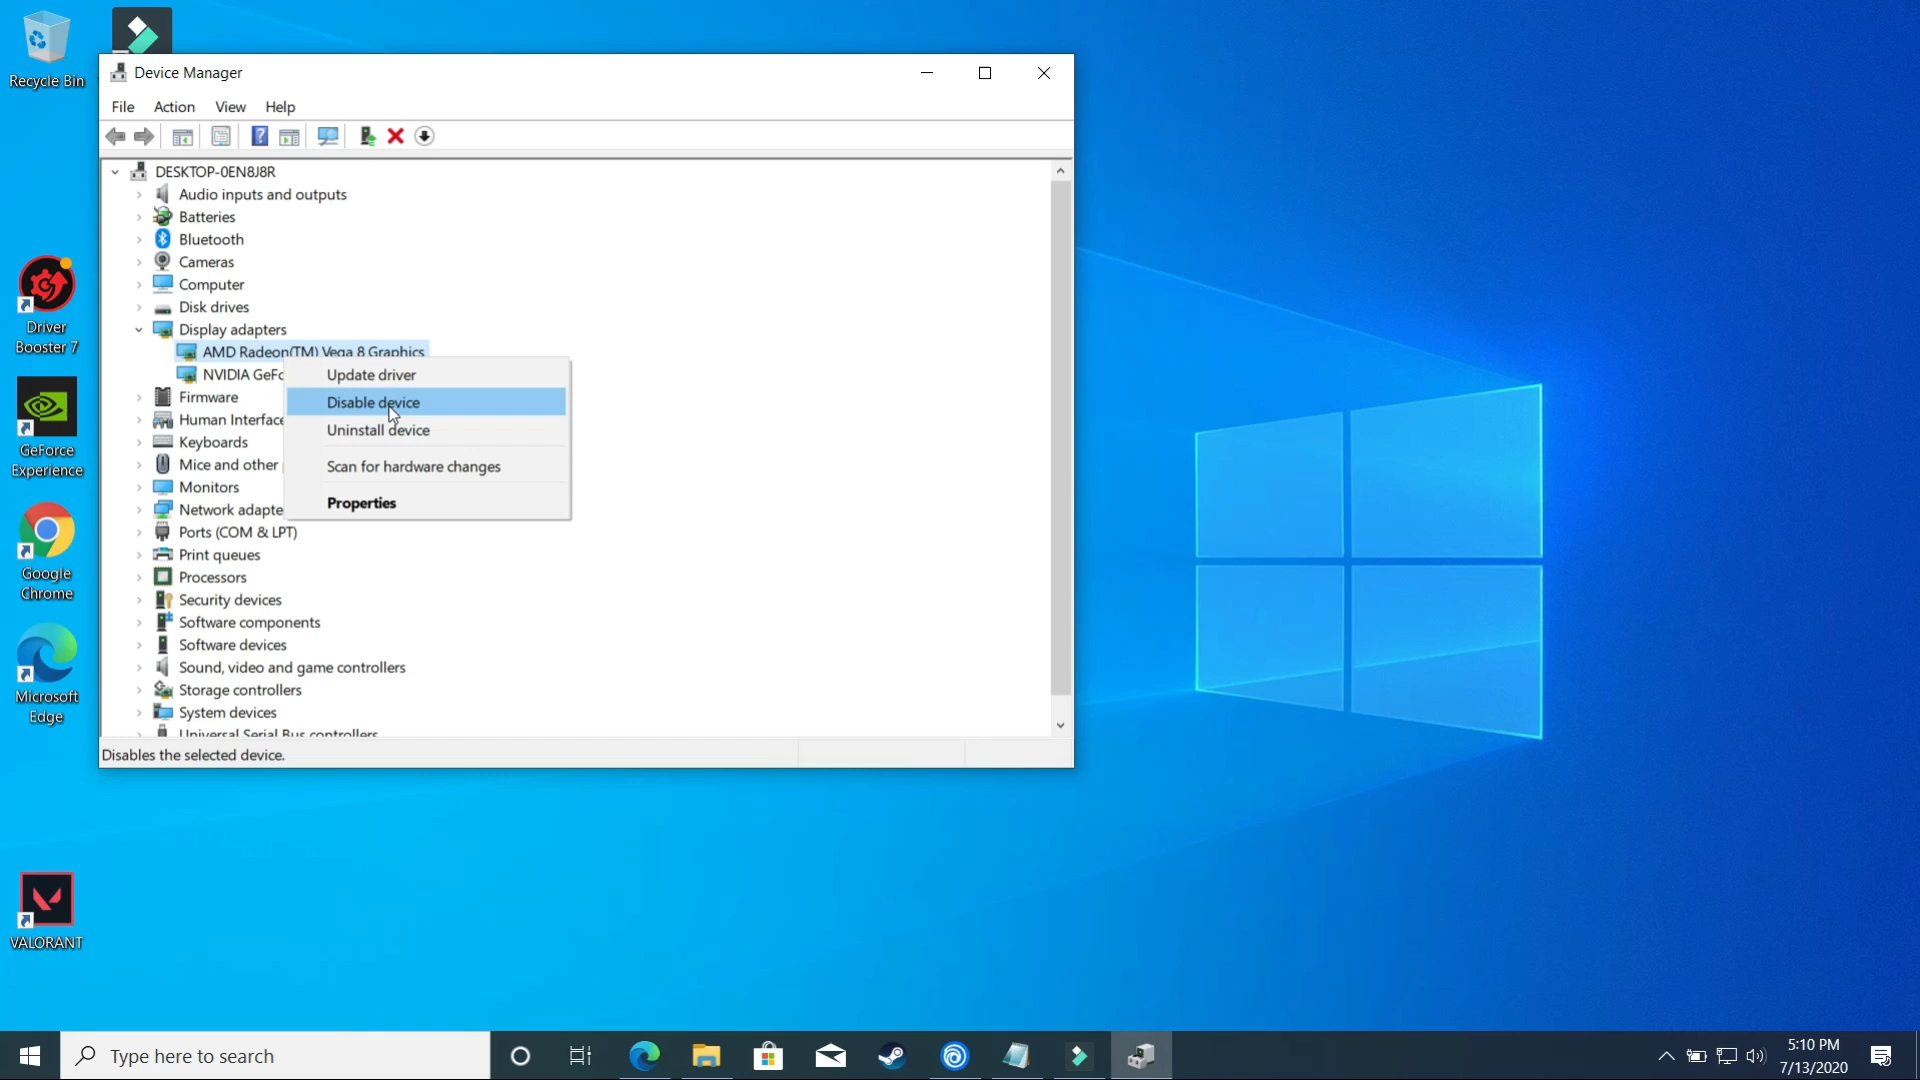 Recycle Bin
Device Manager
File Action View Help
DESKTOP-0EN8J8R
Audio inputs and outputs
Batteries
Bluetooth
Cameras
Computer
Disk drives
Display adapters
AMD Radeon(TM) Vega 8 Graphics
NVIDIA GeFo
Firmware
Human Interface
Keyboards
Mice and other
Monitors
Network adapte
Ports (COM & LPT)
Print queues
Processors
Security devices
Software components
Software devices
Sound, video and game controllers
Storage controllers
System devices
Universal Serial Bus controllers
Update driver
Disable device
Uninstall device
Scan for hardware changes
Properties
Disables the selected device.
Driver
Booster 7
GeForce
Experience
Google
Chrome
Microsoft
Edge
VALORANT
Type here to search
5:10 PM
7/13/2020